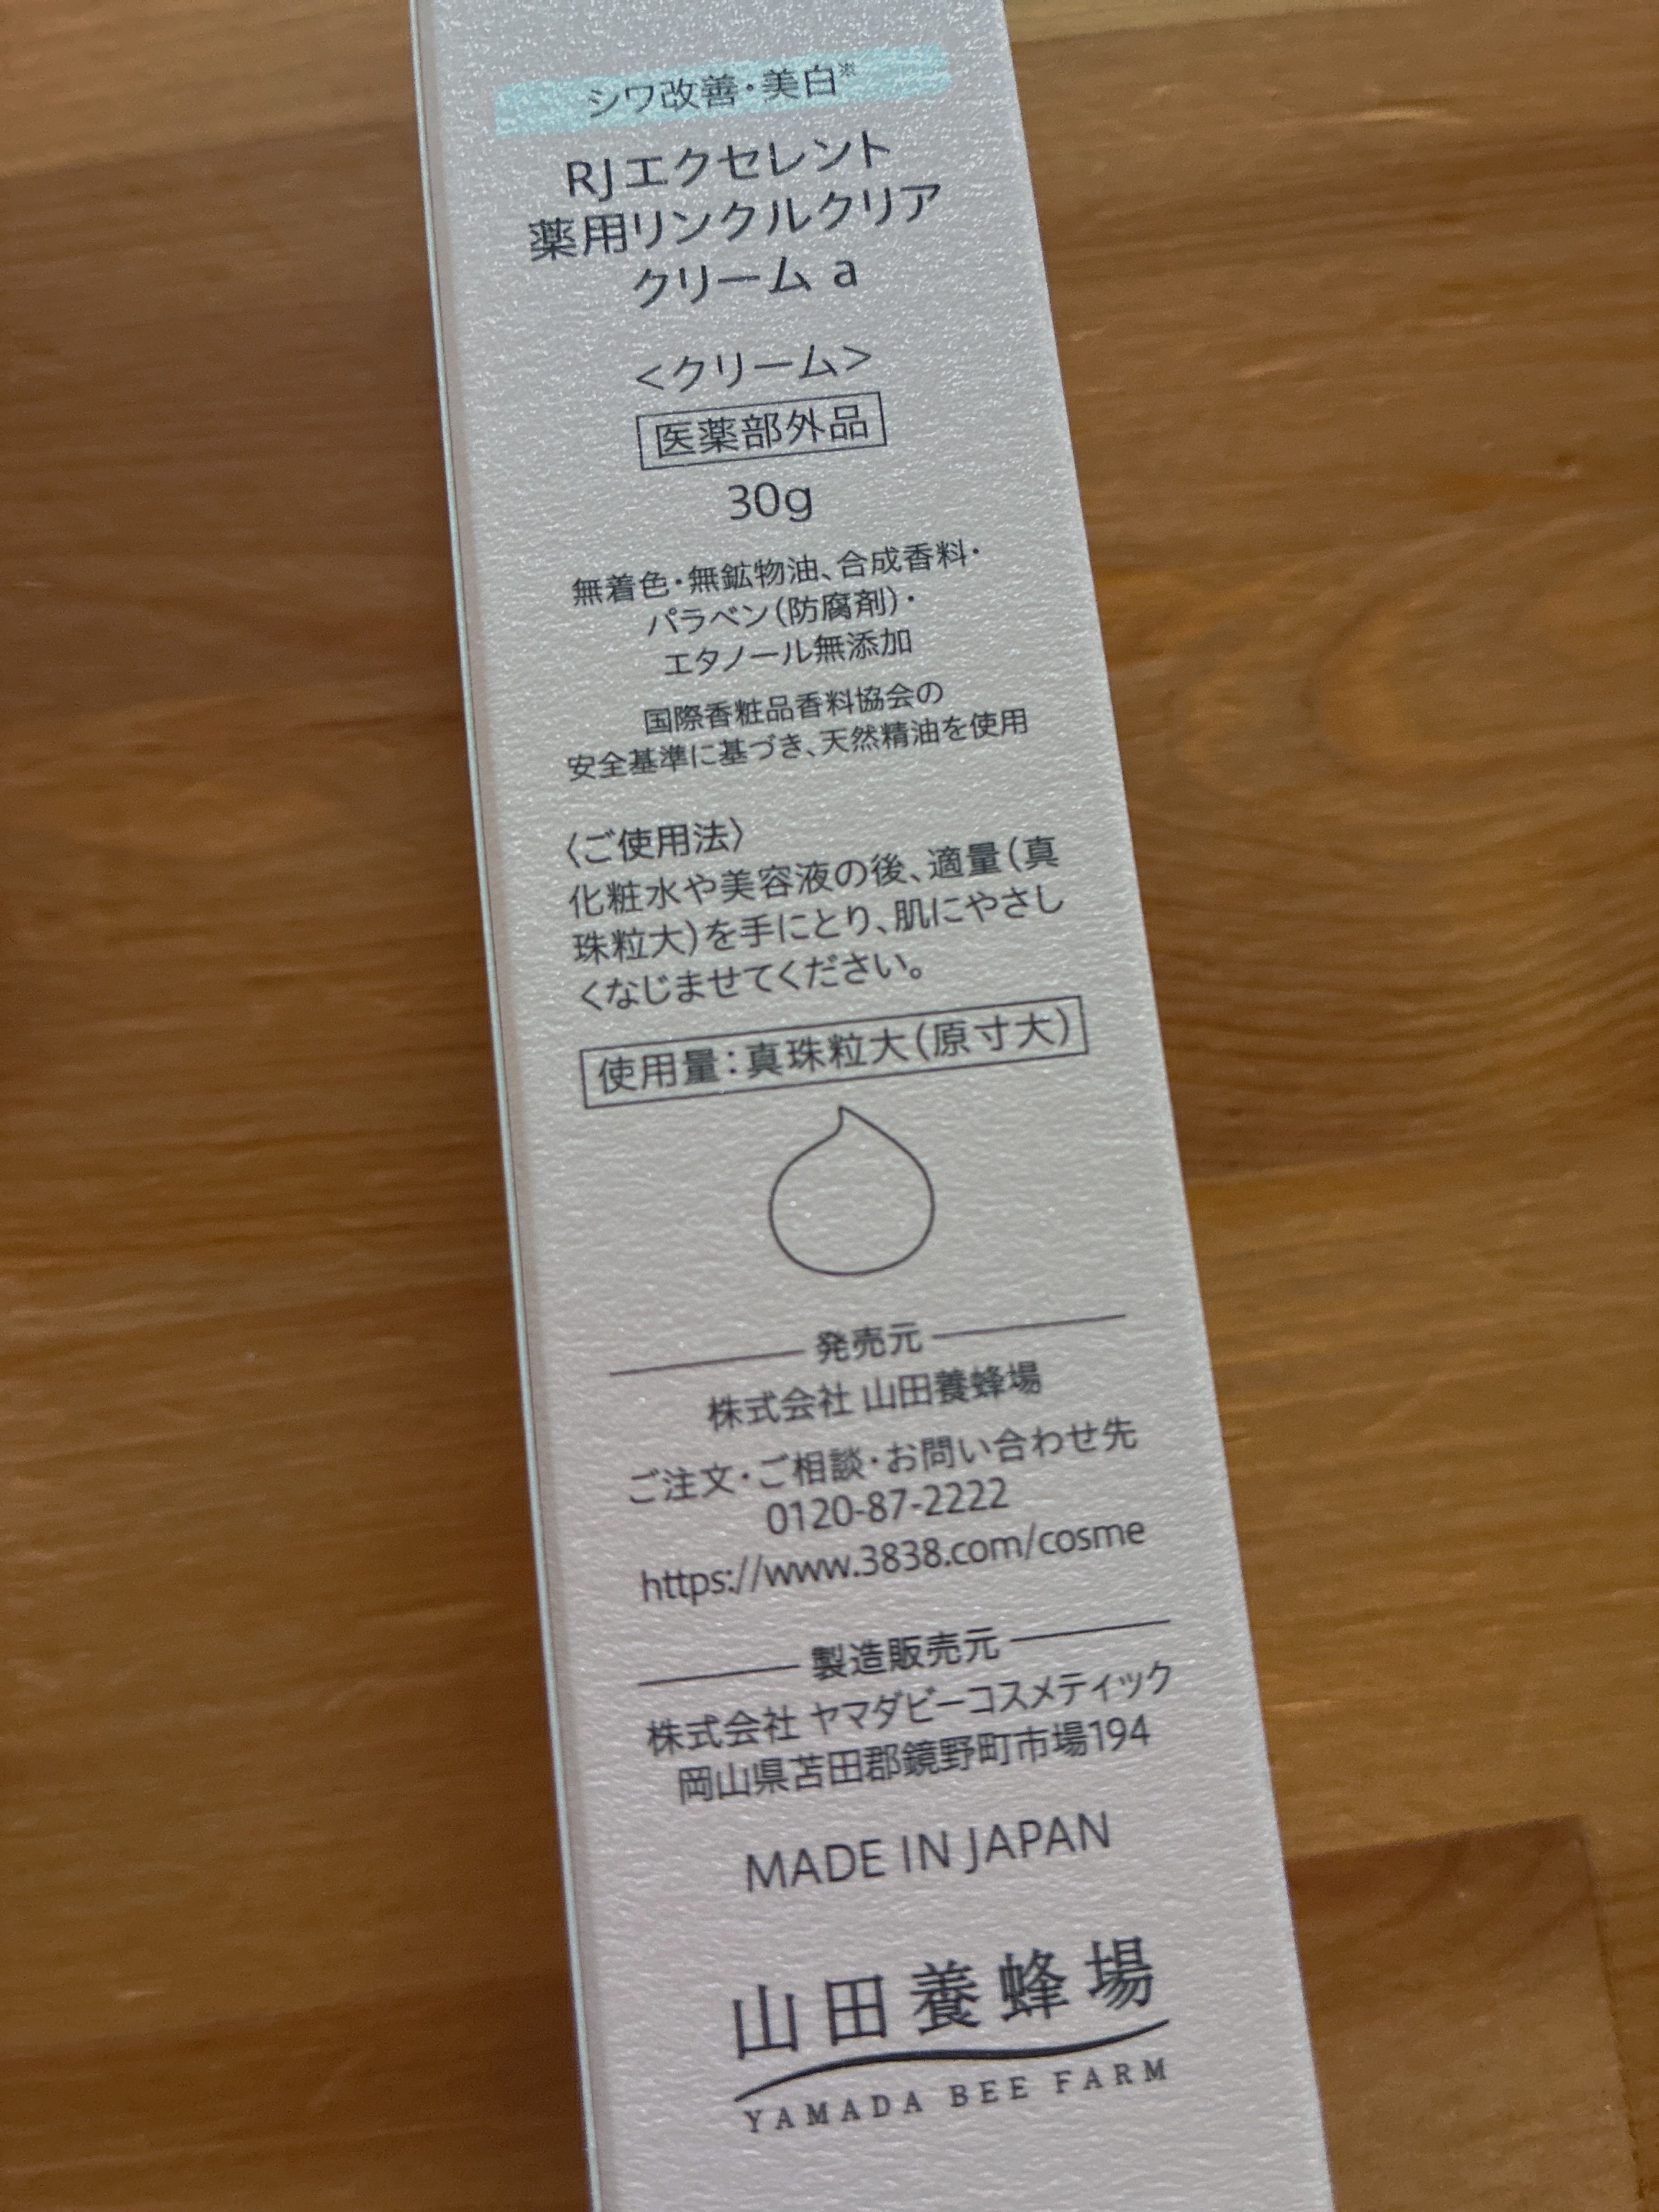 シワ改善・美白※
RJエクセレント
薬用リンクルクリア
クリーム a
<クリーム>
医薬部外品
30g
無着色・無鉱物油、合成香料・
パラベン(防腐剤)・
エタノール無添加
国際香粧品香料協会の
安全基準に基づき、天然精油を使用
〈ご使用法〉
化粧水や美容液の後、適量(真
珠粒大)を手にとり、肌にやさし
くなじませてください。
使用量:真珠粒大(原寸大)
発売元
株式会社 山田養蜂場
ご注文・ご相談・お問い合わせ先
0120-87-2222
https://www.3838.com/cosme
製造販売元
株式会社 ヤマダビーコスメティック
岡山県苫田郡鏡野町市場194
MADE IN JAPAN
山田養蜂場
YAMADA BEE FARM